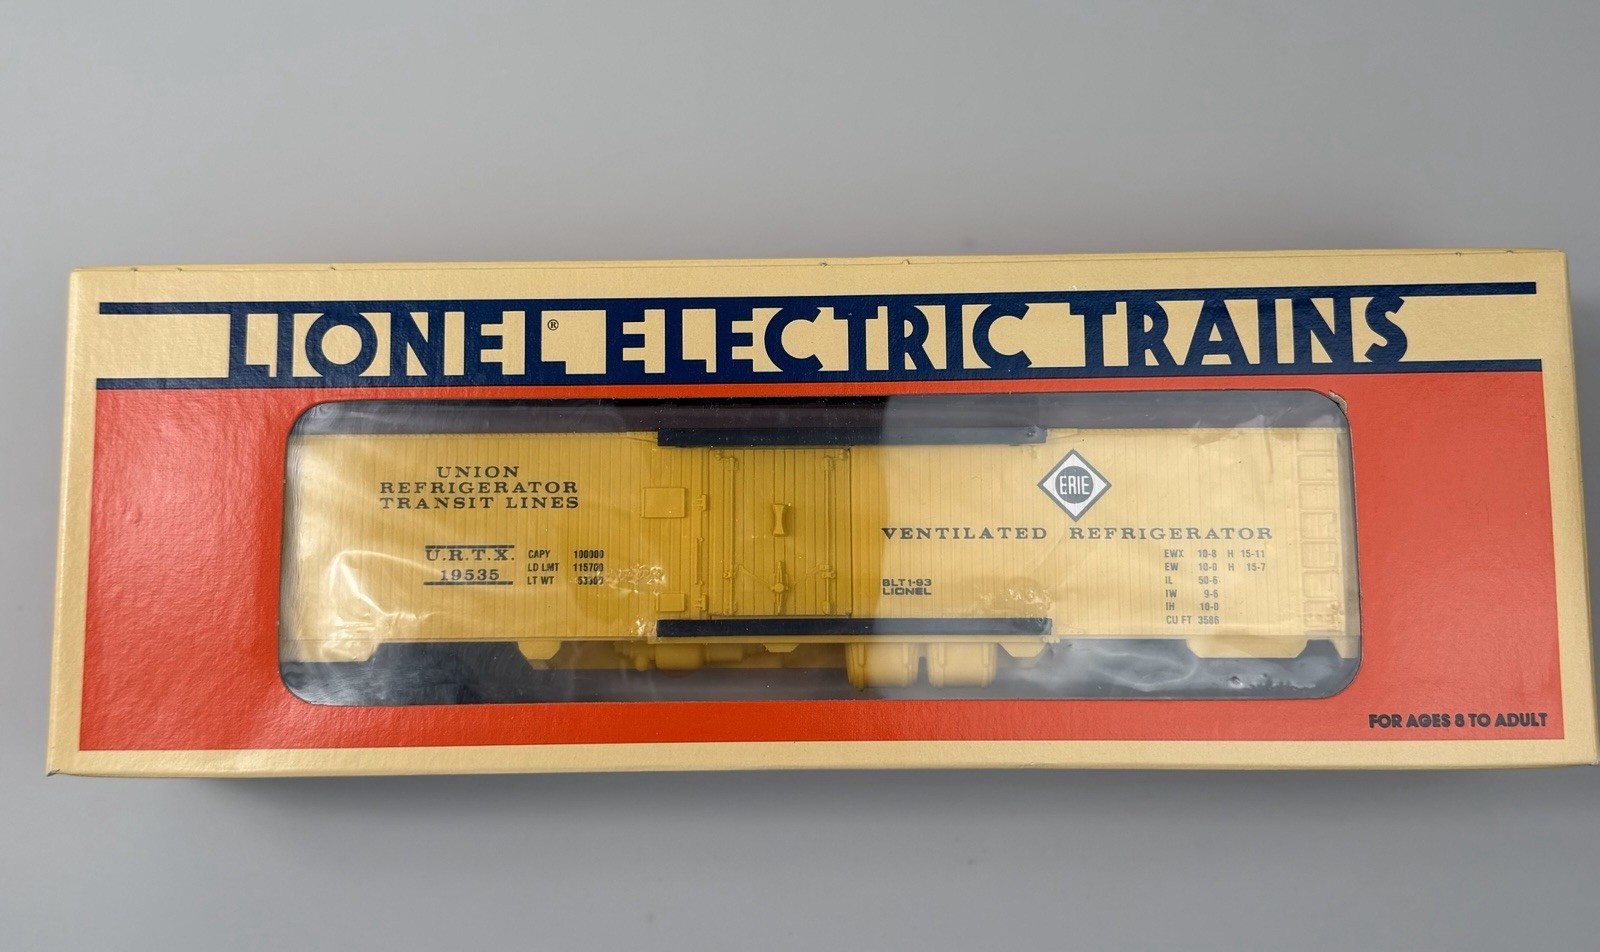 LIONEL® ELECTRIC TRAINS
UNION
REFRIGERATOR
TRANSIT LINES
U.R.T.X.
19535
CAPY 100000
LD LMT 115700
LT WT 53300
ERIE
VENTILATED REFRIGERATOR
BLT 1-93
LIONEL
EWX 10-8 H 15-11
EW 10-0 H 15-7
IL 50-6
IW 9-8
IH 10-0
CU FT 3586
FOR AGES 8 TO ADULT